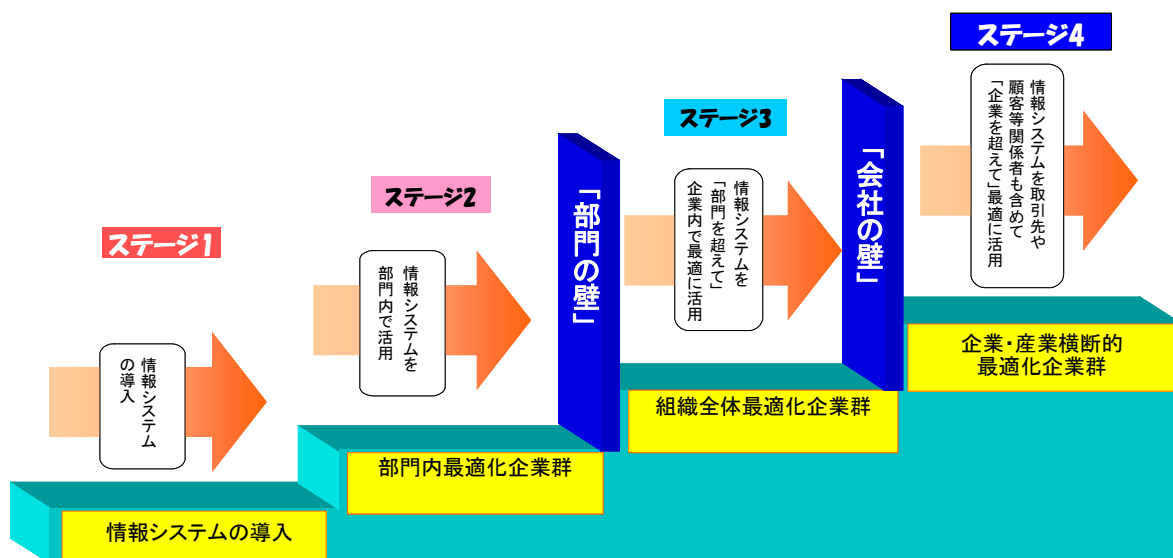 ステージ1
情報システム
の導入
情報システムの導入
ステージ2
情報システムを
部門内で活用
部門内最適化企業群
「部門の壁」
ステージ3
情報システムを
「部門を超えて」
企業内で最適に活用
組織全体最適化企業群
「会社の壁」
ステージ4
情報システムを取引先や
顧客等関係者も含めて
「企業を超えて」最適に活用
企業・産業横断的
最適化企業群